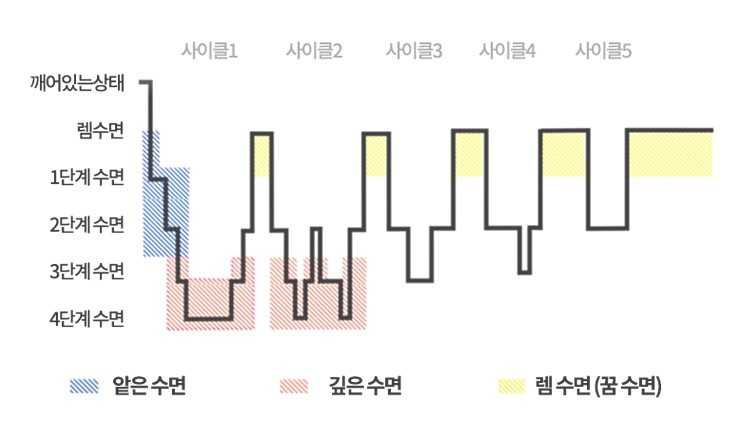 사이클1 사이클2 사이클3 사이클4 사이클5
깨어있는상태
렘수면
1단계 수면
2단계 수면
3단계 수면
4단계 수면
얕은 수면 깊은 수면 렘 수면 (꿈 수면)